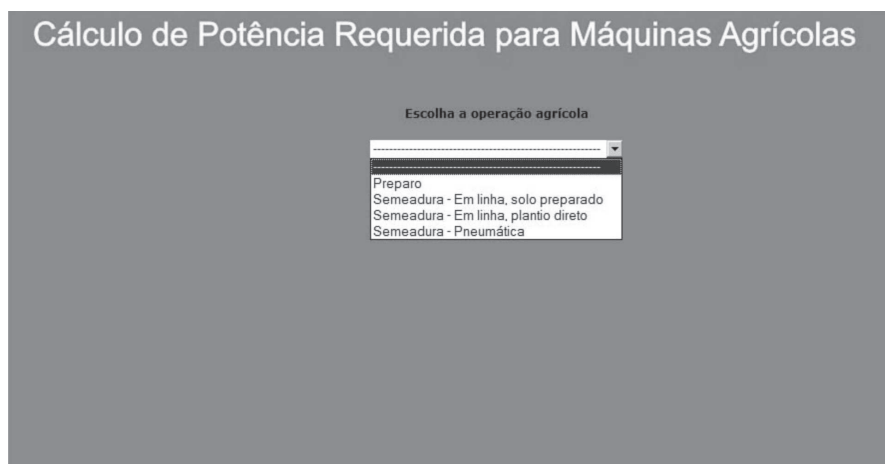 Cálculo de Potência Requerida para Máquinas Agrícolas
Escolha a operação agrícola
Preparo
Semeadura - Em linha, solo preparado
Semeadura - Em linha, plantio direto
Semeadura - Pneumática